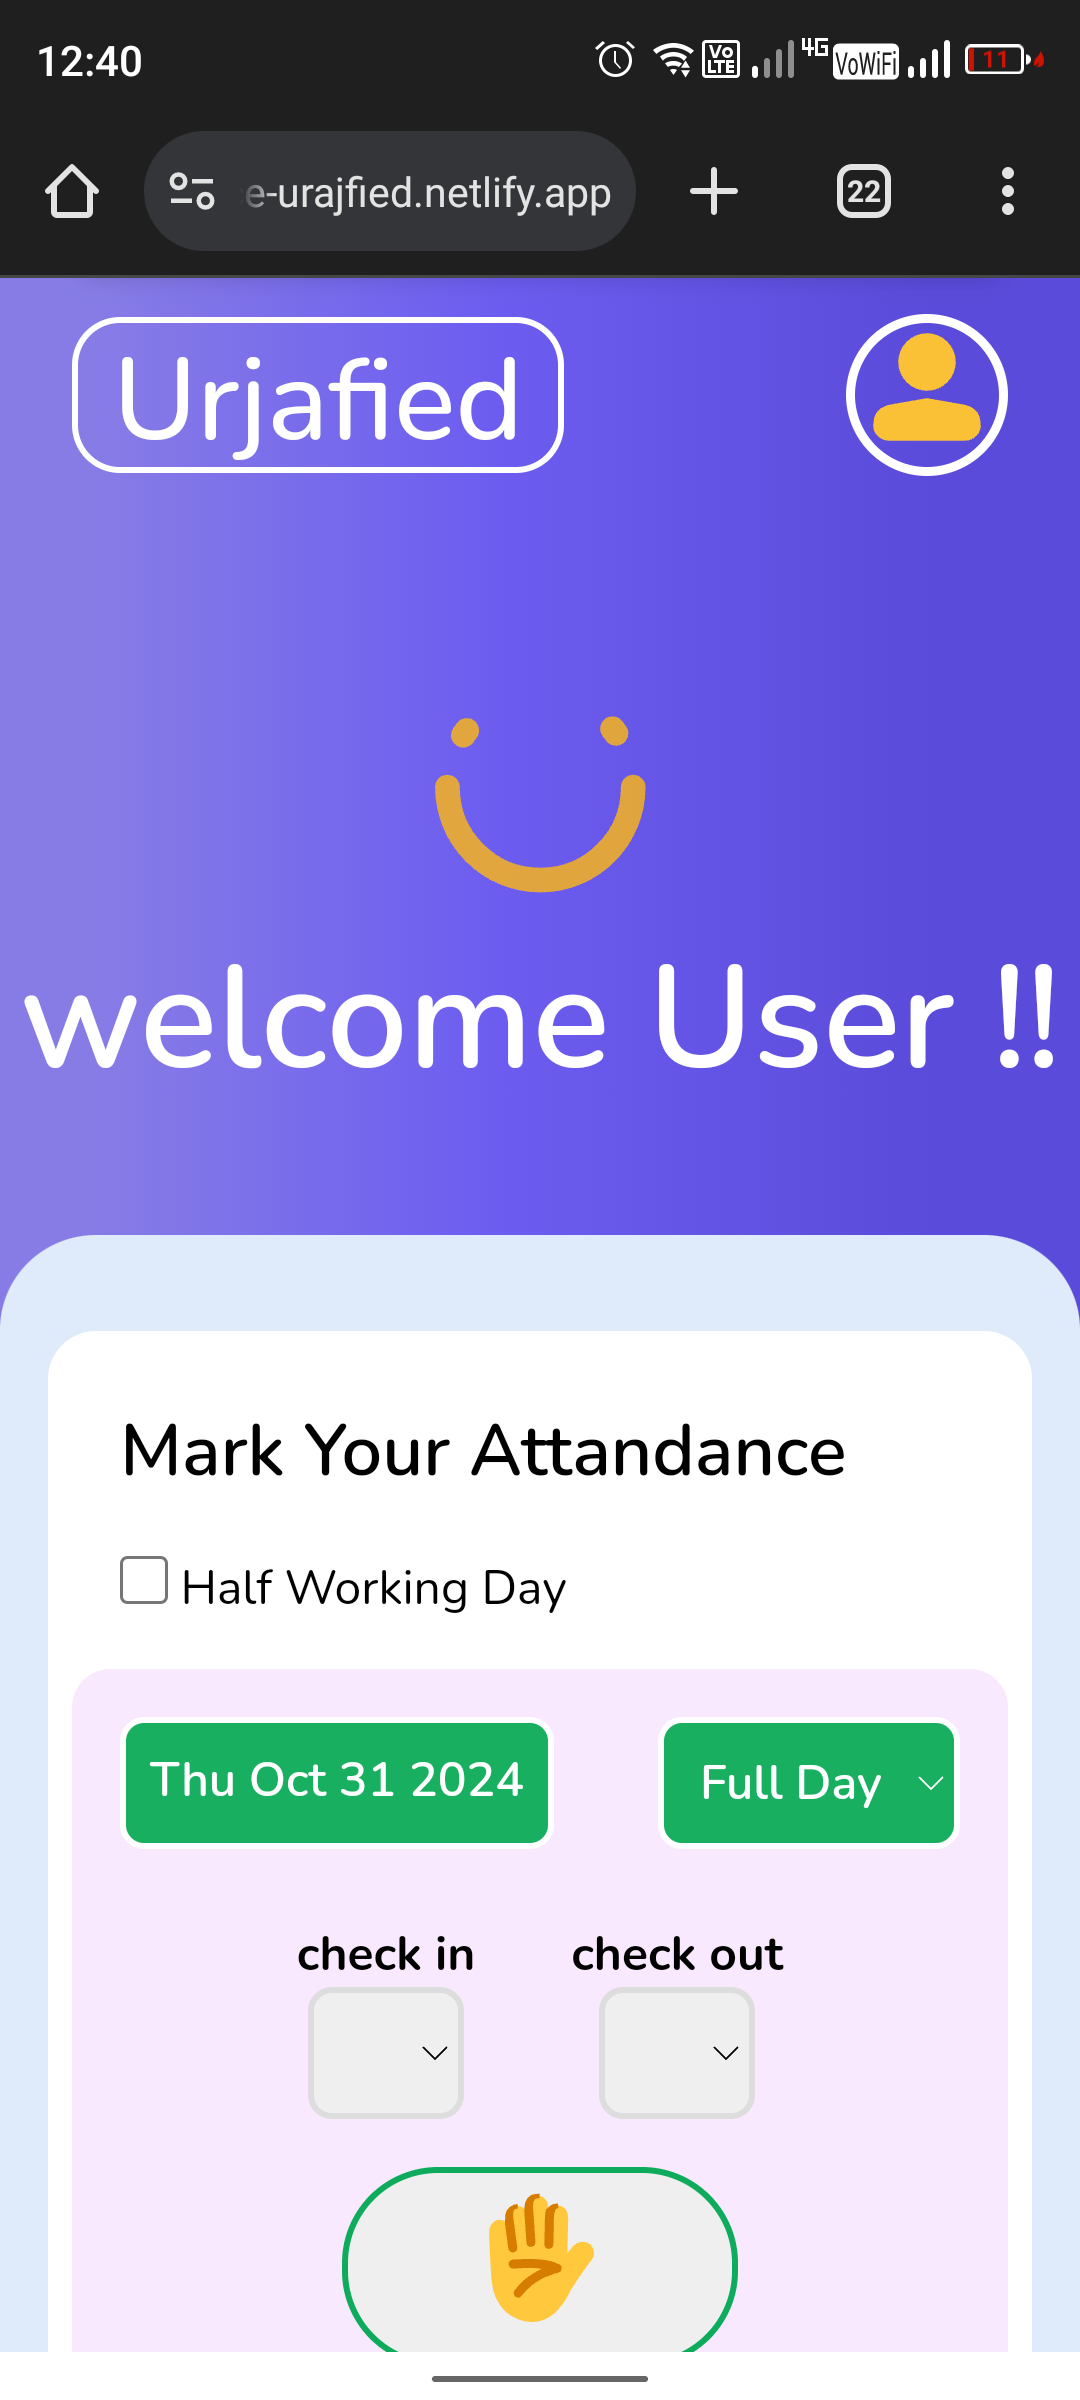 12:40
Vo
LTE
4G
VoWiFi
11
e-urajfied.netlify.app
22
Urjafied
welcome User !!
Mark Your Attandance
Half Working Day
Thu Oct 31 2024
Full Day
check in
check out